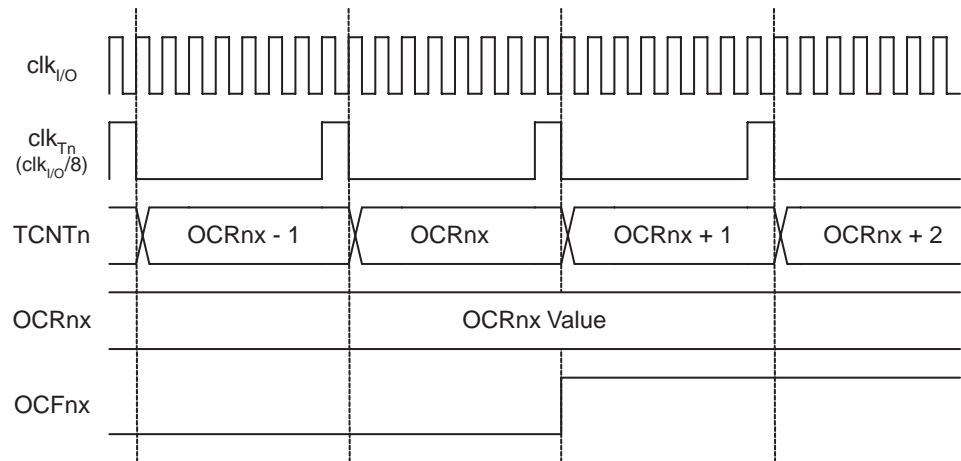 clkI/O
clkTn
(clkI/O/8)
TCNTn
OCRnx - 1
OCRnx
OCRnx + 1
OCRnx + 2
OCRnx
OCRnx Value
OCFnx